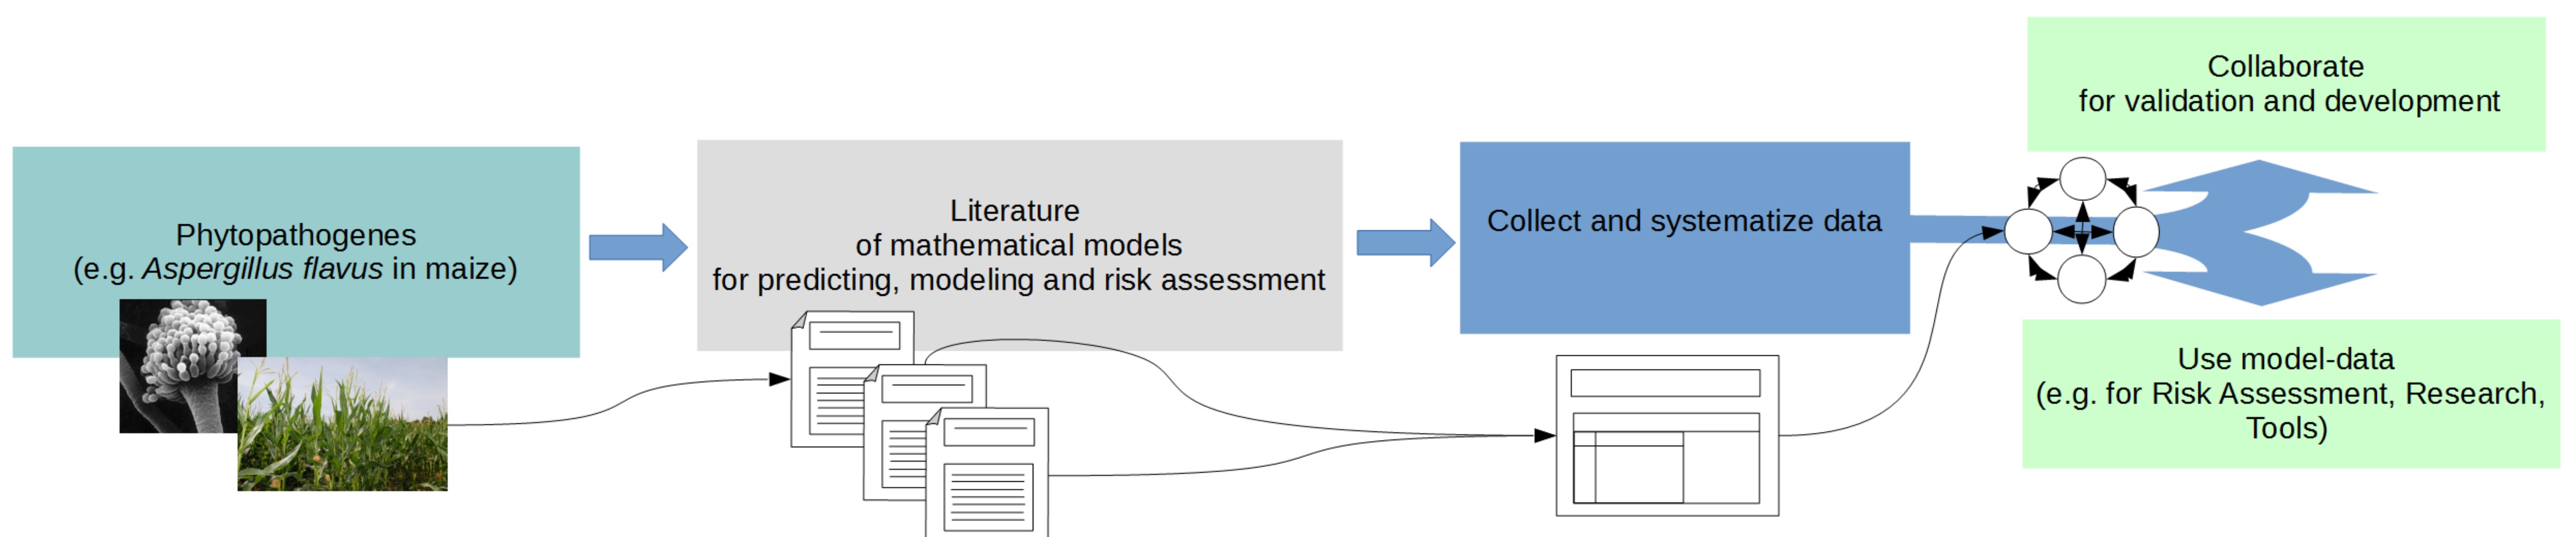 Phytopathogenes
(e.g. Aspergillus flavus in maize)
Literature
of mathematical models
for predicting, modeling and risk assessment
Collect and systematize data
Collaborate
for validation and development
Use model-data
(e.g. for Risk Assessment, Research,
Tools)